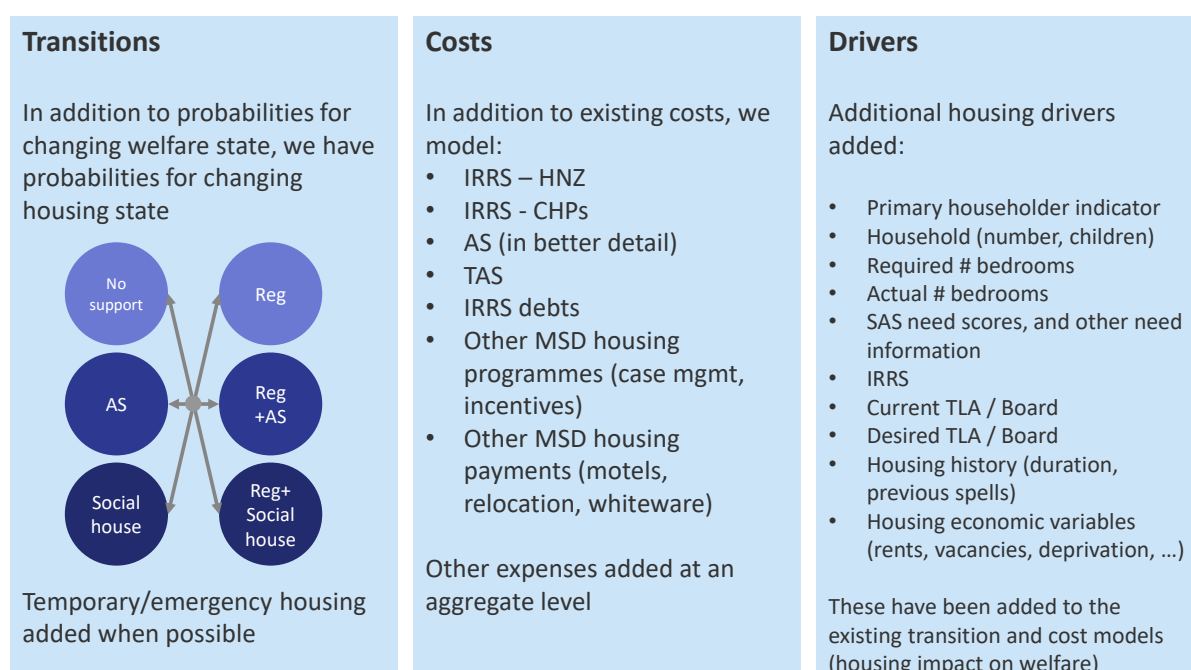 Transitions
In addition to probabilities for
changing welfare state, we have
probabilities for changing
housing state
No
support
Reg
AS
Reg
+AS
Social
house
Reg+
Social
house
Temporary/emergency housing
added when possible
Costs
In addition to existing costs, we
model:
• IRRS – HNZ
• IRRS - CHPs
• AS (in better detail)
• TAS
• IRRS debts
• Other MSD housing
programmes (case mgmt,
incentives)
• Other MSD housing
payments (motels,
relocation, whiteware)
Other expenses added at an
aggregate level
Drivers
Additional housing drivers
added:
• Primary householder indicator
• Household (number, children)
• Required # bedrooms
• Actual # bedrooms
• SAS need scores, and other need
information
• IRRS
• Current TLA / Board
• Desired TLA / Board
• Housing history (duration,
previous spells)
• Housing economic variables
(rents, vacancies, deprivation, …)
These have been added to the
existing transition and cost models
(housing impact on welfare)